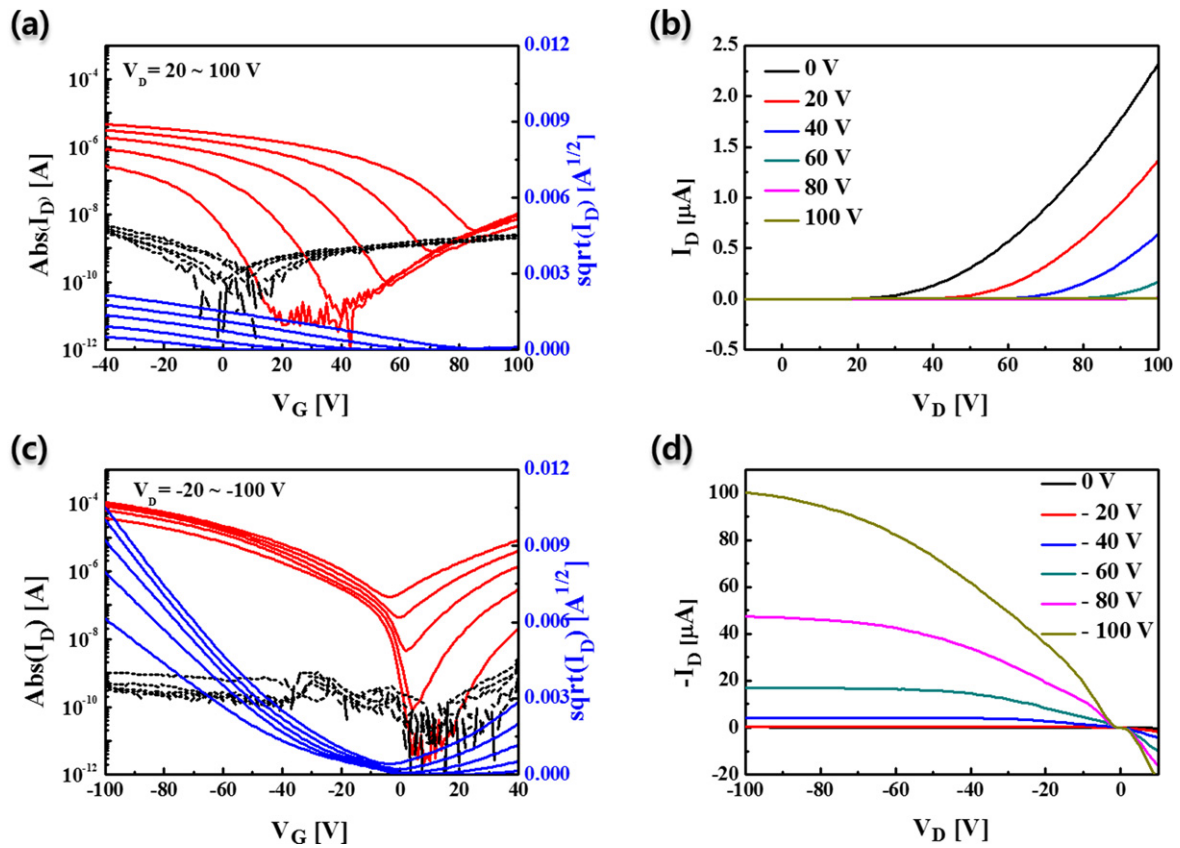 (a)
V_D = 20 ~ 100 V
10^-4
10^-6
10^-8
10^-10
10^-12
Abs(I_D) [A]
0.012
0.009
0.006
0.003
0.000
sqrt(I_D) [A^1/2]
-40 -20 0 20 40 60 80 100
V_G [V]
(b)
0 V
20 V
40 V
60 V
80 V
100 V
2.5
2.0
1.5
1.0
0.5
0.0
-0.5
I_D [µA]
0 20 40 60 80 100
V_D [V]
(c)
V_D = -20 ~ -100 V
10^-4
10^-6
10^-8
10^-10
10^-12
Abs(I_D) [A]
0.012
0.009
0.006
0.003
0.000
sqrt(I_D) [A^1/2]
-100 -80 -60 -40 -20 0 20 40
V_G [V]
(d)
0 V
- 20 V
- 40 V
- 60 V
- 80 V
- 100 V
100
80
60
40
20
0
-20
-I_D [µA]
-100 -80 -60 -40 -20 0
V_D [V]